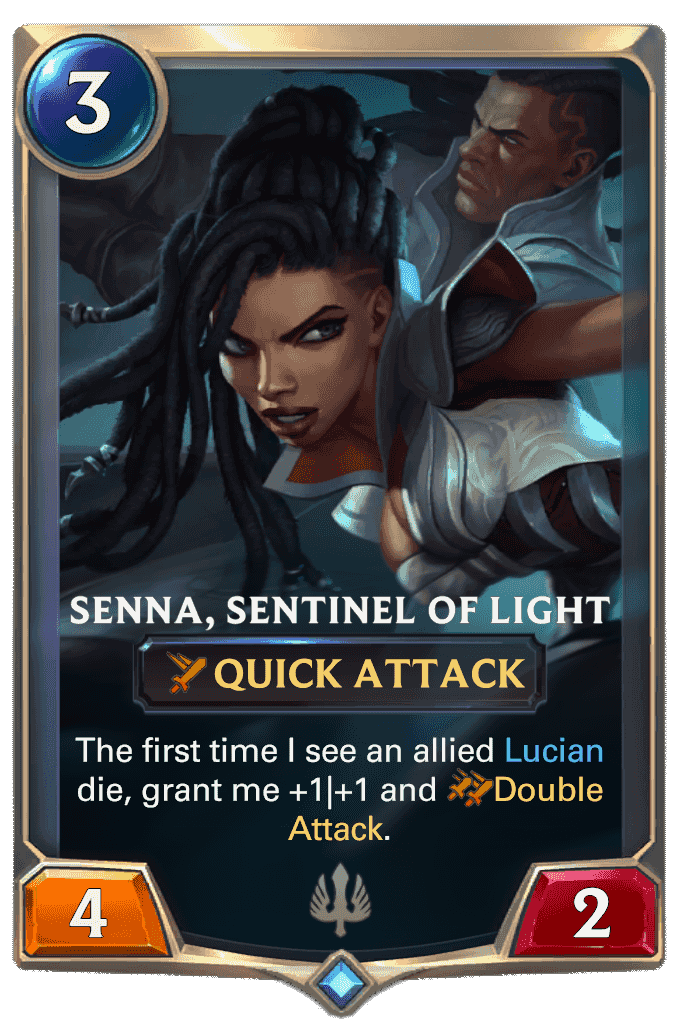 3
SENNA, SENTINEL OF LIGHT
QUICK ATTACK
The first time I see an allied Lucian
die, grant me +1|+1 and Double
Attack.
4
2